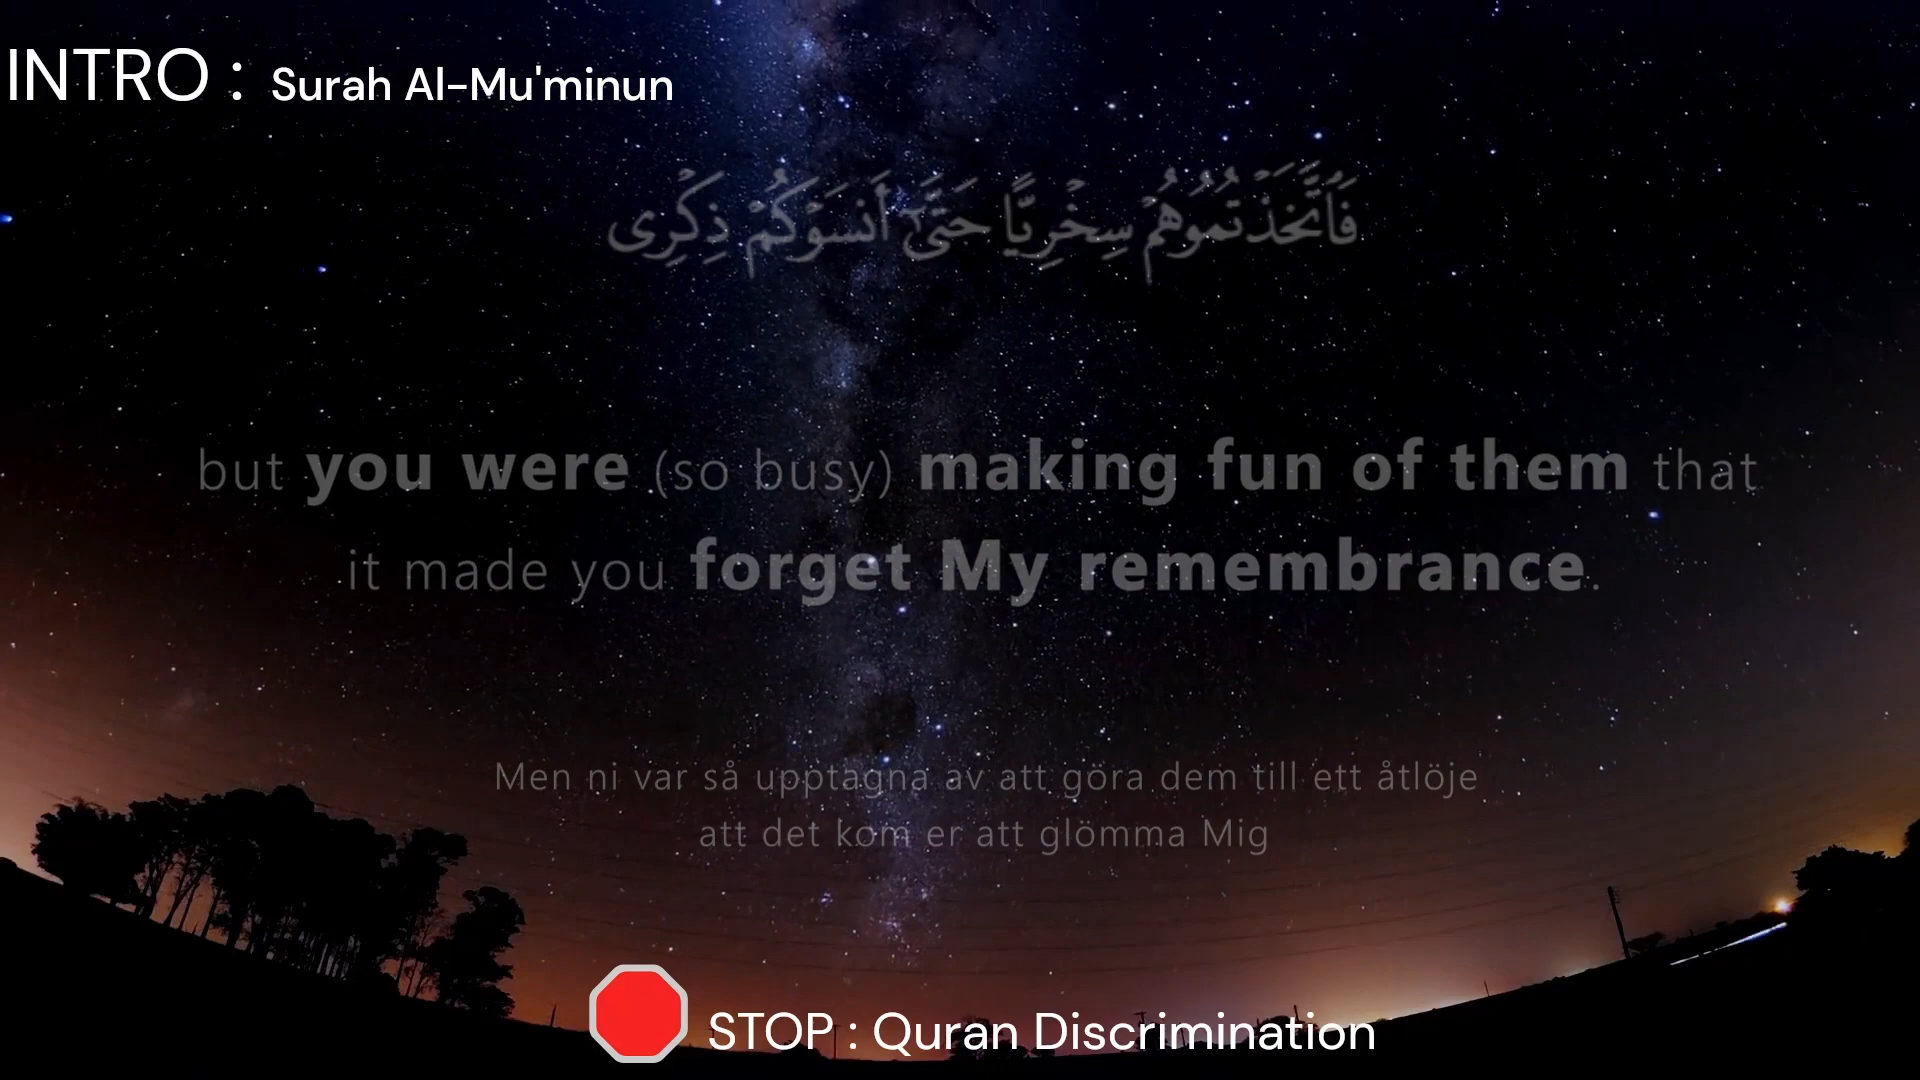 INTRO : Surah Al-Mu'minun
فَٱتَّخَذْتُمُوهُمْ سِخْرِيًّا حَتَّىٰٓ أَنسَوْكُمْ ذِكْرِى
but you were (so busy) making fun of them that
it made you forget My remembrance.
Men ni var så upptagna av att göra dem till ett åtlöje
att det kom er att glömma Mig
STOP : Quran Discrimination